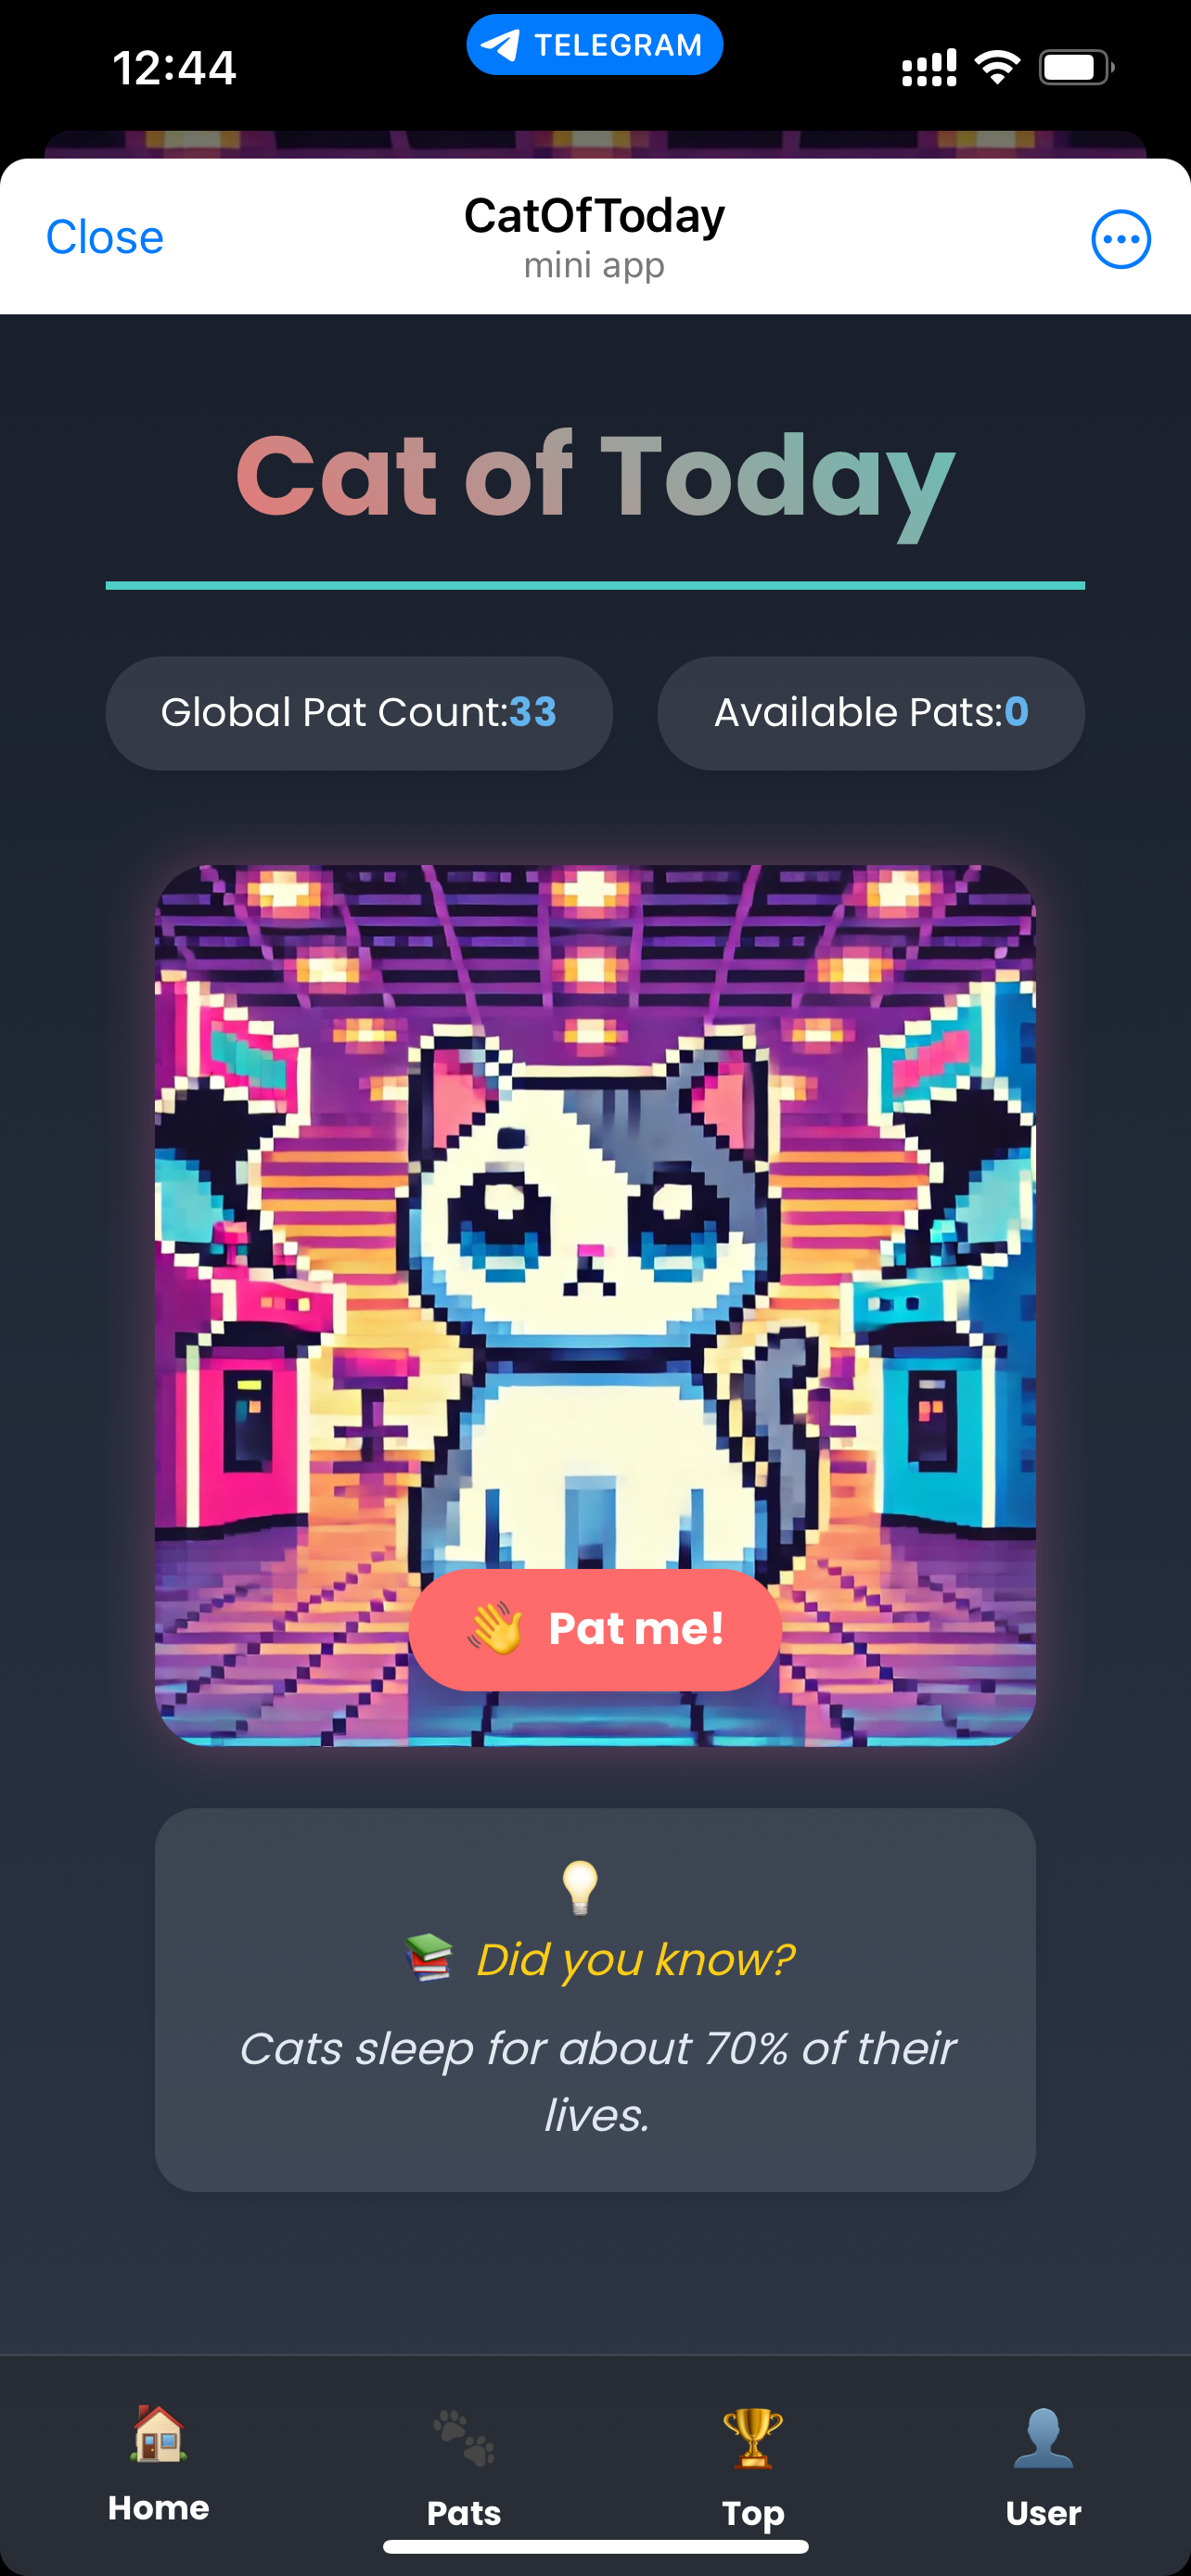 12:44
TELEGRAM
Close
CatOfToday
mini app
Cat of Today
Global Pat Count:33
Available Pats:0
👋 Pat me!
💡
📚 Did you know?
Cats sleep for about 70% of their
lives.
Home
Pats
Top
User